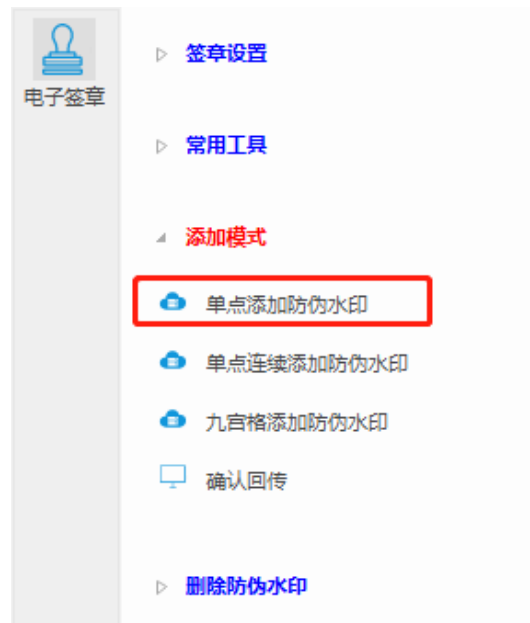 电子签章
签章设置
常用工具
添加模式
单点添加防伪水印
单点连续添加防伪水印
九宫格添加防伪水印
确认回传
删除防伪水印